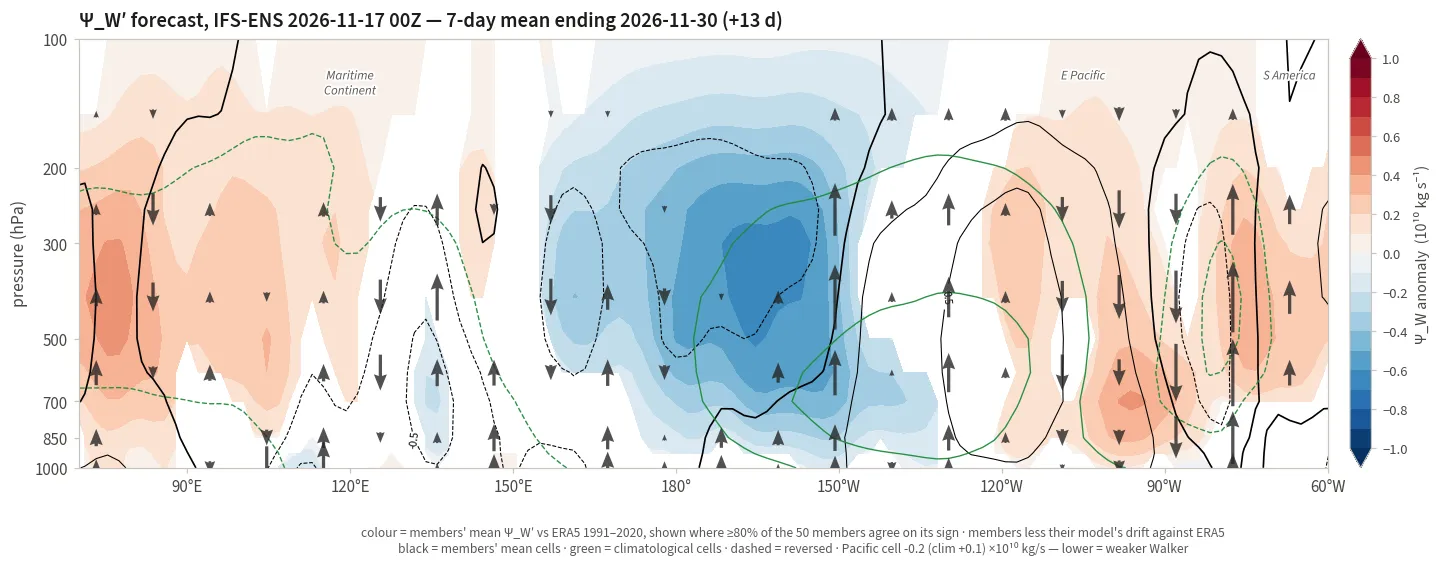 Ψ_W′ forecast, IFS-ENS 2026-11-17 00Z — 7-day mean ending 2026-11-30 (+13 d)
100
200
300
400
500
700
850
1000
pressure (hPa)
Maritime
Continent
E Pacific
S America
0.5
90°E
120°E
150°E
180°
150°W
120°W
90°W
60°W
1.0
0.8
0.6
0.4
0.2
0.0
-0.2
-0.4
-0.6
-0.8
-1.0
Ψ_W anomaly (10¹⁰ kg s⁻¹)
colour = members' mean Ψ_W′ vs ERA5 1991–2020, shown where ≥80% of the 50 members agree on its sign · members less their model's drift against ERA5
black = members' mean cells · green = climatological cells · dashed = reversed · Pacific cell -0.2 (clim +0.1) ×10¹⁰ kg/s — lower = weaker Walker